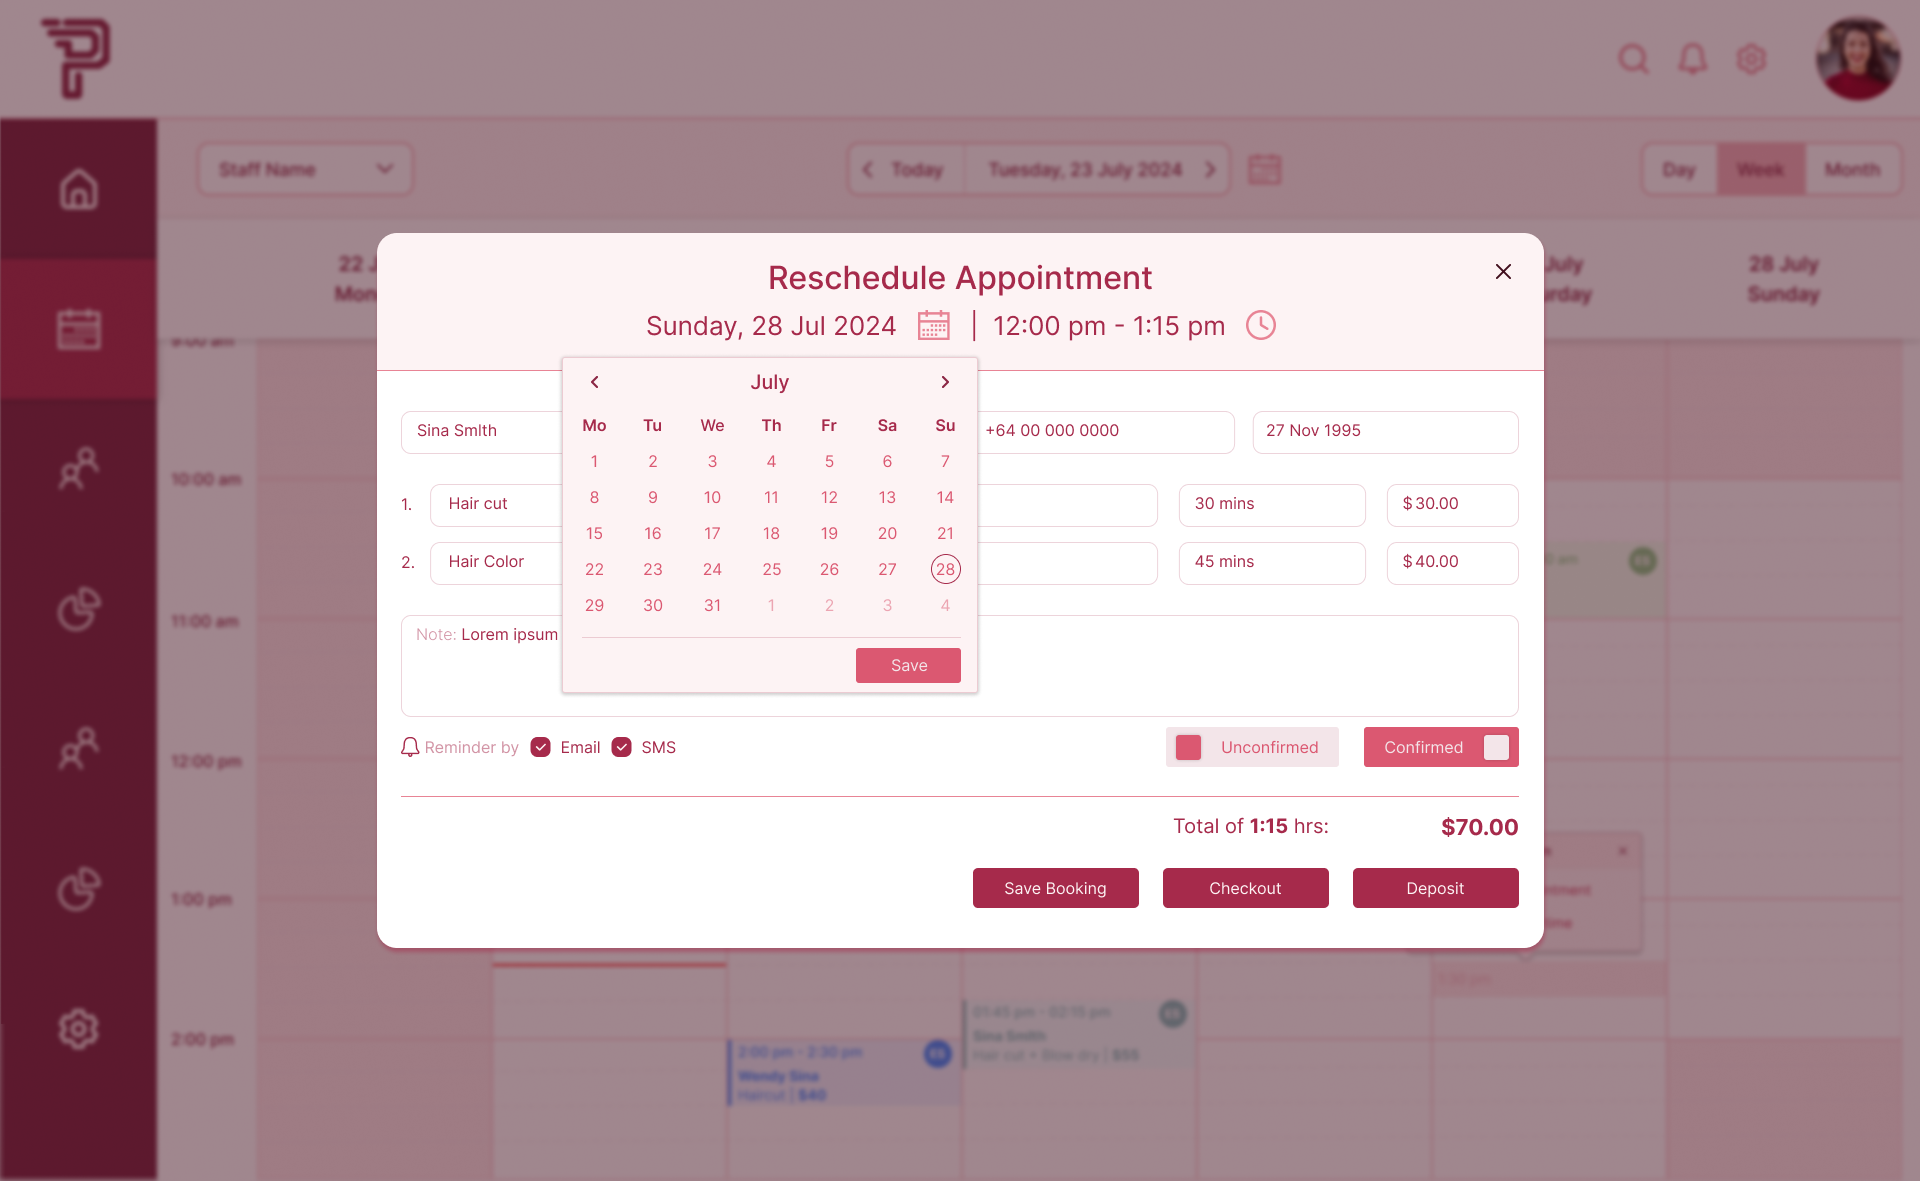 Staff Name
Today
Tuesday, 23 July 2024
Day
Week
Month
28 July
Sunday
Reschedule Appointment
Sunday, 28 Jul 2024 | 12:00 pm - 1:15 pm
July
Mo Tu We Th Fr Sa Su
1 2 3 4 5 6 7
8 9 10 11 12 13 14
15 16 17 18 19 20 21
22 23 24 25 26 27 28
29 30 31 1 2 3 4
Save
Sina Smlth
+64 00 000 0000
27 Nov 1995
1. Hair cut
30 mins
$ 30.00
2. Hair Color
45 mins
$ 40.00
Note: Lorem ipsum
Reminder by Email SMS
Unconfirmed
Confirmed
Total of 1:15 hrs:
$70.00
Save Booking
Checkout
Deposit
10:00 am
11:00 am
12:00 pm
1:00 pm
2:00 pm
01:45 pm - 02:15 pm
Sina Smith
Hair cut + Blow dry | $55
2:00 pm - 2:30 pm
Wendy Sina
Haircut | $40